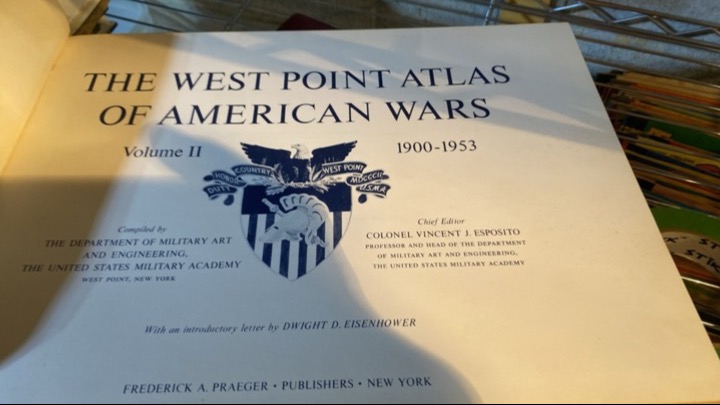 THE WEST POINT ATLAS
OF AMERICAN WARS
Volume II
1900-1953
DUTY HONOR COUNTRY WEST POINT MDCCCII U.S.M.A.
Compiled by
THE DEPARTMENT OF MILITARY ART
AND ENGINEERING,
THE UNITED STATES MILITARY ACADEMY
WEST POINT, NEW YORK
Chief Editor
COLONEL VINCENT J. ESPOSITO
PROFESSOR AND HEAD OF THE DEPARTMENT
OF MILITARY ART AND ENGINEERING,
THE UNITED STATES MILITARY ACADEMY
With an introductory letter by DWIGHT D. EISENHOWER
FREDERICK A. PRAEGER • PUBLISHERS • NEW YORK